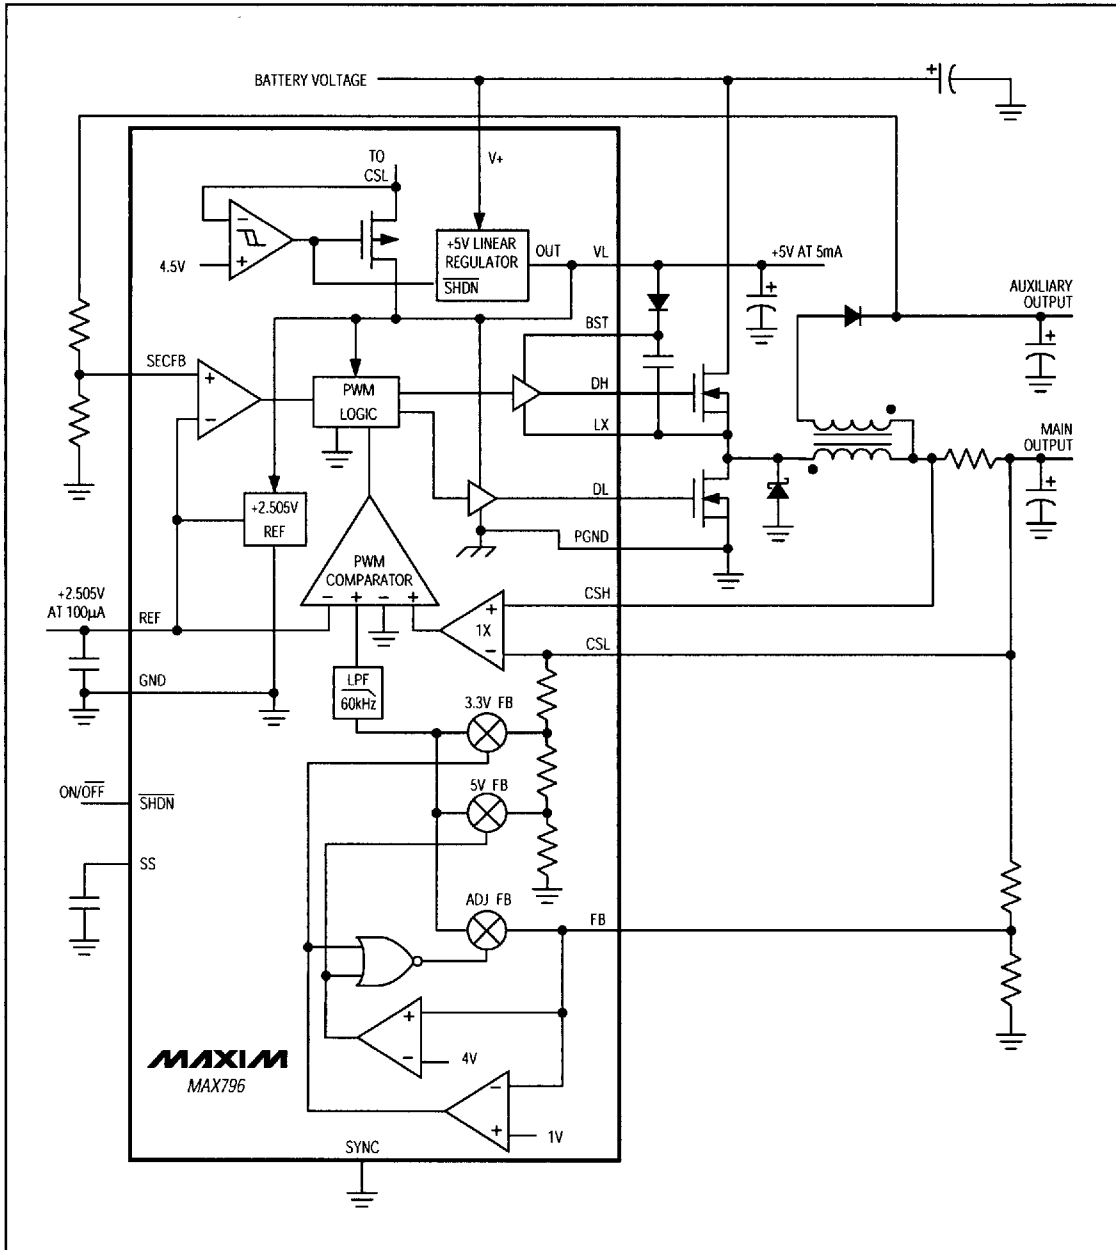 BATTERY VOLTAGE
TO
CSL
V+
–
4.5V
+
+5V LINEAR
REGULATOR
SHDN
OUT
VL
+5V AT 5mA
AUXILIARY
OUTPUT
BST
SECFB
+
–
PWM
LOGIC
DH
LX
MAIN
OUTPUT
DL
+2.505V
REF
PGND
PWM
COMPARATOR
– + – +
+2.505V
AT 100µA
REF
CSH
+
1X
–
CSL
GND
LPF
60kHz
3.3V FB
ON/OFF
SHDN
5V FB
SS
ADJ FB
FB
+
–
4V
MAXIM
MAX796
–
+
1V
SYNC